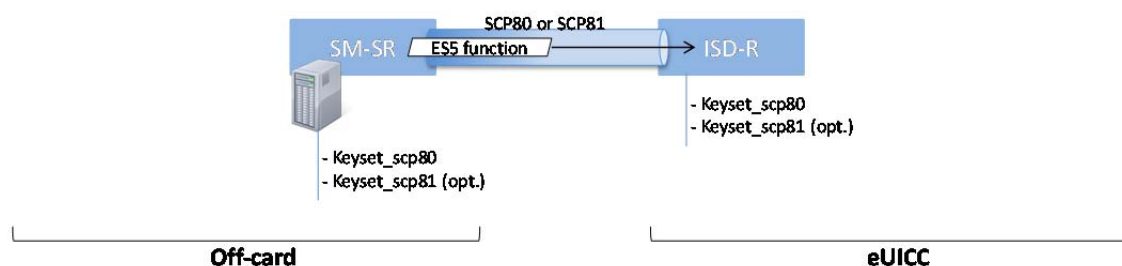 SCP80 or SCP81
SM-SR
ES5 function
ISD-R
- Keyset_scp80
- Keyset_scp81 (opt.)
- Keyset_scp80
- Keyset_scp81 (opt.)
Off-card
eUICC